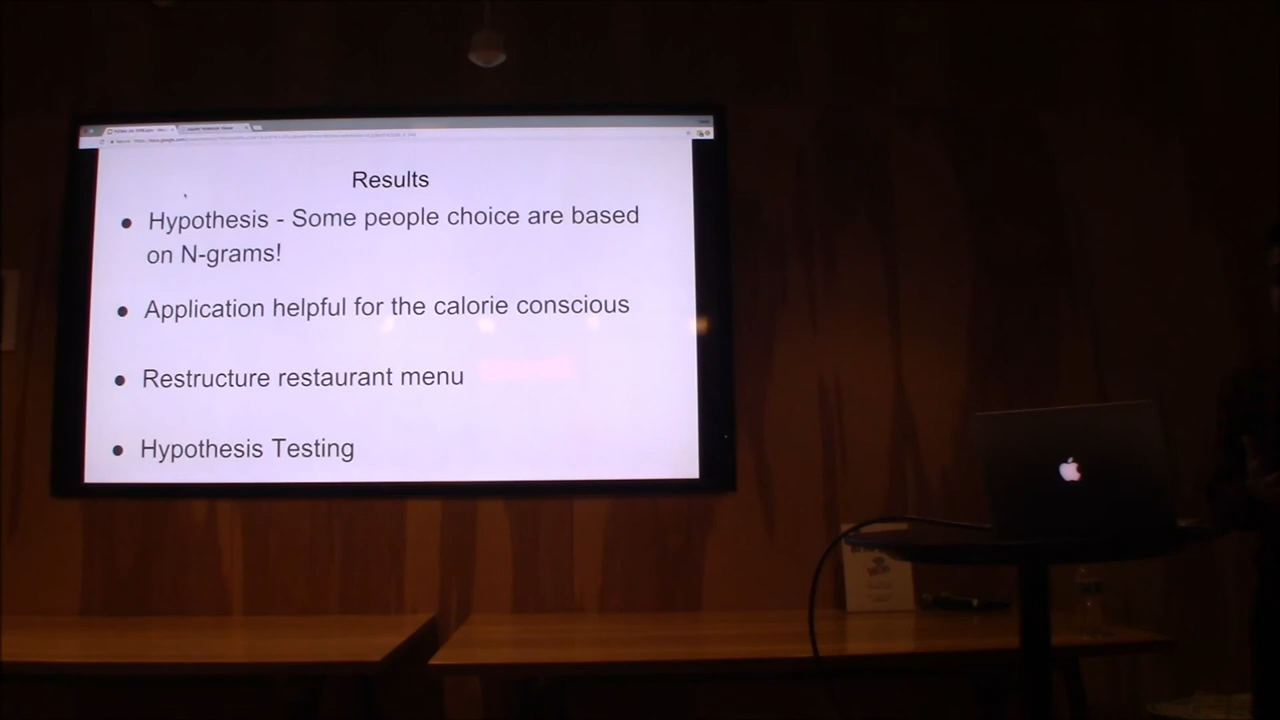 Results
● Hypothesis - Some people choice are based
on N-grams!
● Application helpful for the calorie conscious
● Restructure restaurant menu
● Hypothesis Testing